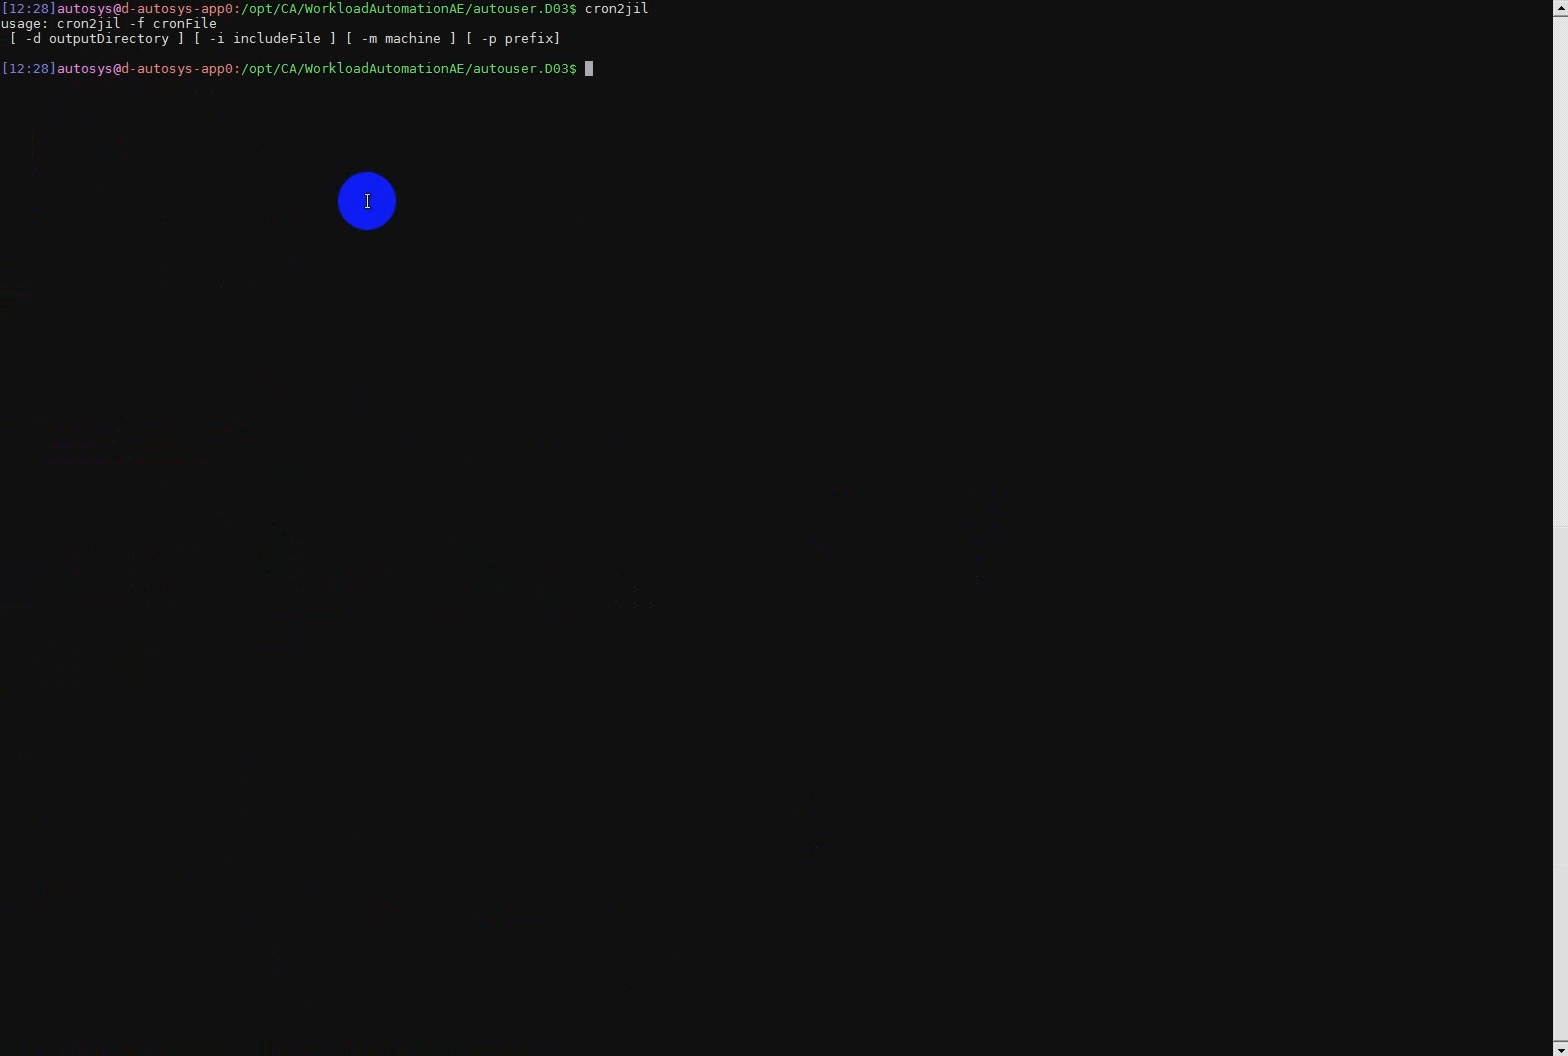 [12:28]autosys@d-autosys-app0:/opt/CA/WorkloadAutomationAE/autouser.D03$ cron2jil
usage: cron2jil -f cronFile
 [ -d outputDirectory ] [ -i includeFile ] [ -m machine ] [ -p prefix]
[12:28]autosys@d-autosys-app0:/opt/CA/WorkloadAutomationAE/autouser.D03$